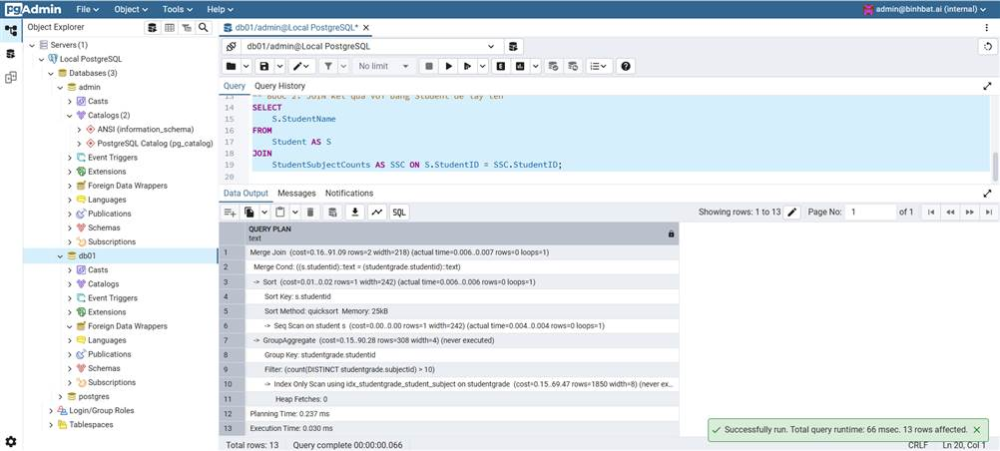 pgAdmin File Object Tools Help admin@binhbat.ai (internal)
Object Explorer
db01/admin@Local PostgreSQL*
Servers (1)
Local PostgreSQL
Databases (3)
admin
Casts
Catalogs (2)
ANSI (information_schema)
PostgreSQL Catalog (pg_catalog)
Event Triggers
Extensions
Foreign Data Wrappers
Languages
Publications
Schemas
Subscriptions
db01
Casts
Catalogs
Event Triggers
Extensions
Foreign Data Wrappers
Languages
Publications
Schemas
Subscriptions
postgres
Login/Group Roles
Tablespaces
db01/admin@Local PostgreSQL
No limit
E
Query Query History
13 -- Bước 2: JOIN kết quả với bảng Student để lấy tên
14 SELECT
15 S.StudentName
16 FROM
17 Student AS S
18 JOIN
19 StudentSubjectCounts AS SSC ON S.StudentID = SSC.StudentID;
20
Data Output Messages Notifications
SQL Showing rows: 1 to 13 Page No: 1 of 1
QUERY PLAN
text
1 Merge Join (cost=0.16..91.09 rows=2 width=218) (actual time=0.006..0.007 rows=0 loops=1)
2 Merge Cond: ((s.studentid)::text = (studentgrade.studentid)::text)
3 -> Sort (cost=0.01..0.02 rows=1 width=242) (actual time=0.006..0.006 rows=0 loops=1)
4 Sort Key: s.studentid
5 Sort Method: quicksort Memory: 25kB
6 -> Seq Scan on student s (cost=0.00..0.00 rows=1 width=242) (actual time=0.004..0.004 rows=0 loops=1)
7 -> GroupAggregate (cost=0.15..90.28 rows=308 width=4) (never executed)
8 Group Key: studentgrade.studentid
9 Filter: (count(DISTINCT studentgrade.subjectid) > 10)
10 -> Index Only Scan using idx_studentgrade_student_subject on studentgrade (cost=0.15..69.47 rows=1850 width=8) (never ex...
11 Heap Fetches: 0
12 Planning Time: 0.237 ms
13 Execution Time: 0.030 ms
Successfully run. Total query runtime: 66 msec. 13 rows affected.
Total rows: 13 Query complete 00:00:00.066 CRLF Ln 20, Col 1